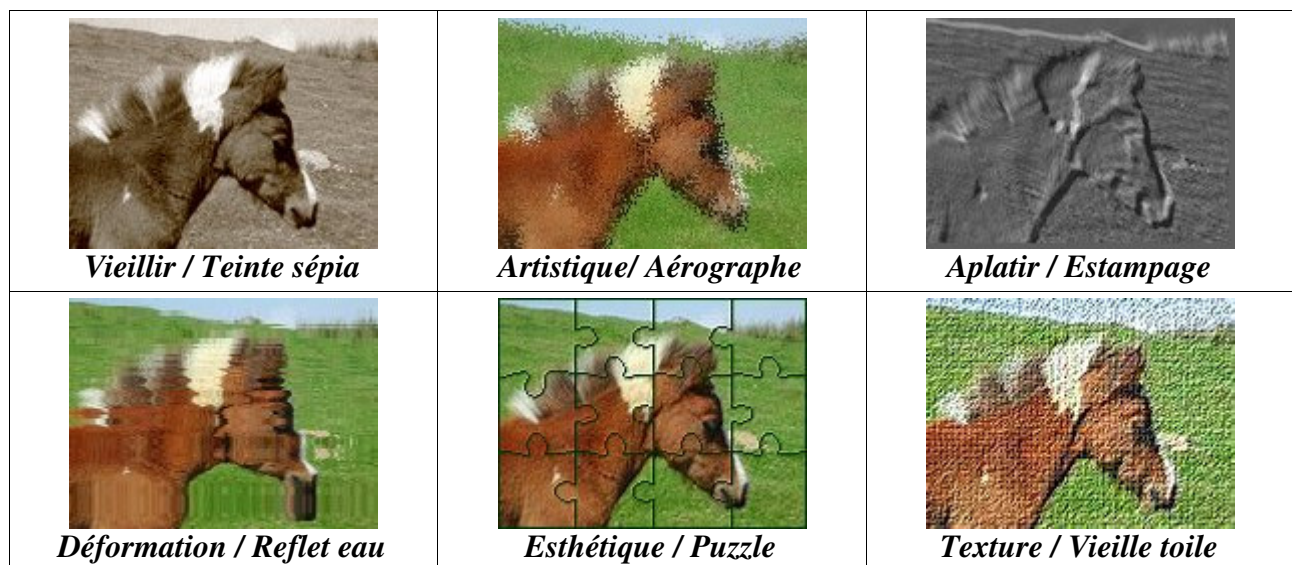 Vieillir / Teinte sépia
Artistique/ Aérographe
Aplatir / Estampage
Déformation / Reflet eau
Esthétique / Puzzle
Texture / Vieille toile